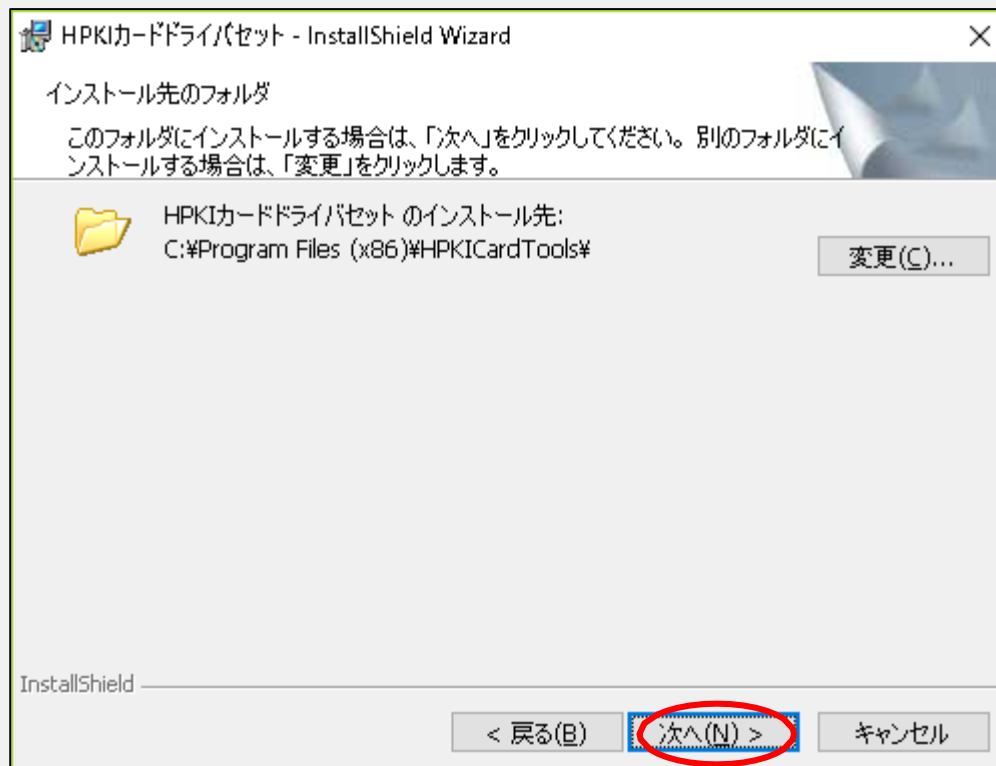 HPKIカードドライバセット - InstallShield Wizard
インストール先のフォルダ
このフォルダにインストールする場合は、「次へ」をクリックしてください。別のフォルダにイ
ンストールする場合は、「変更」をクリックします。
HPKIカードドライバセット のインストール先:
C:¥Program Files (x86)¥HPKICardTools¥
変更(C)...
InstallShield
< 戻る(B)
次へ(N) >
キャンセル